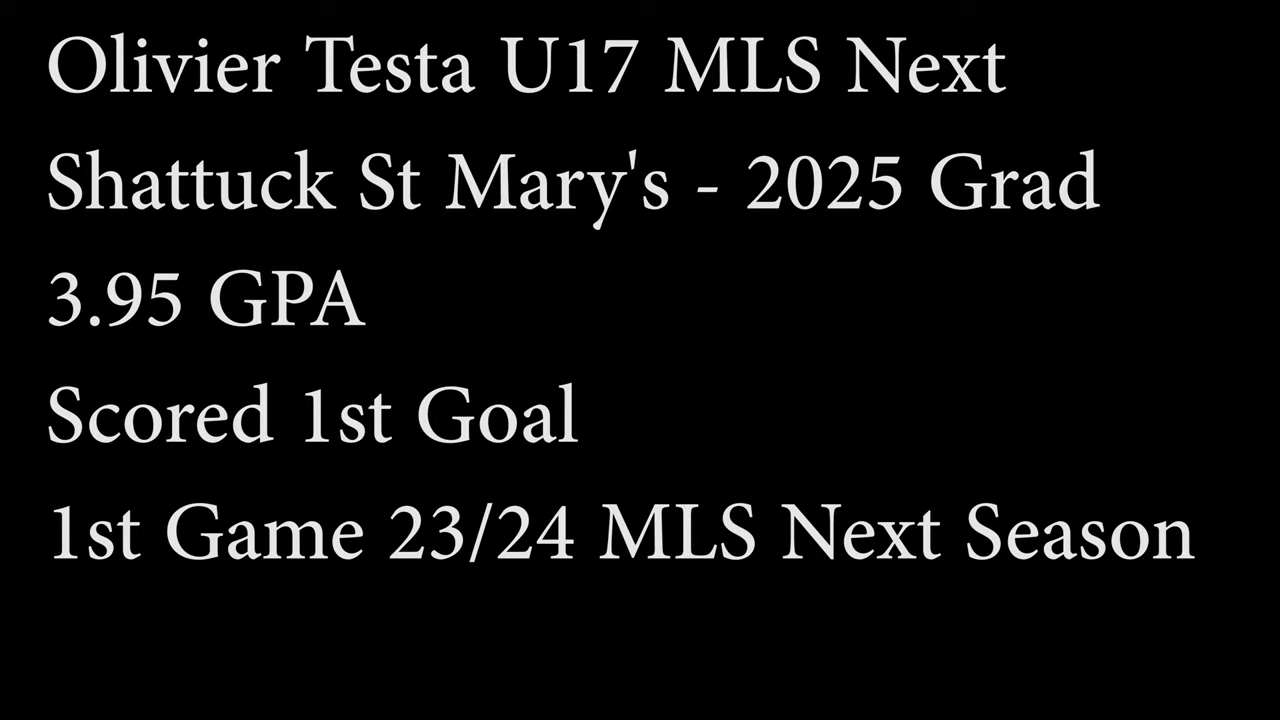 Olivier Testa U17 MLS Next
Shattuck St Mary's - 2025 Grad
3.95 GPA
Scored 1st Goal
1st Game 23/24 MLS Next Season